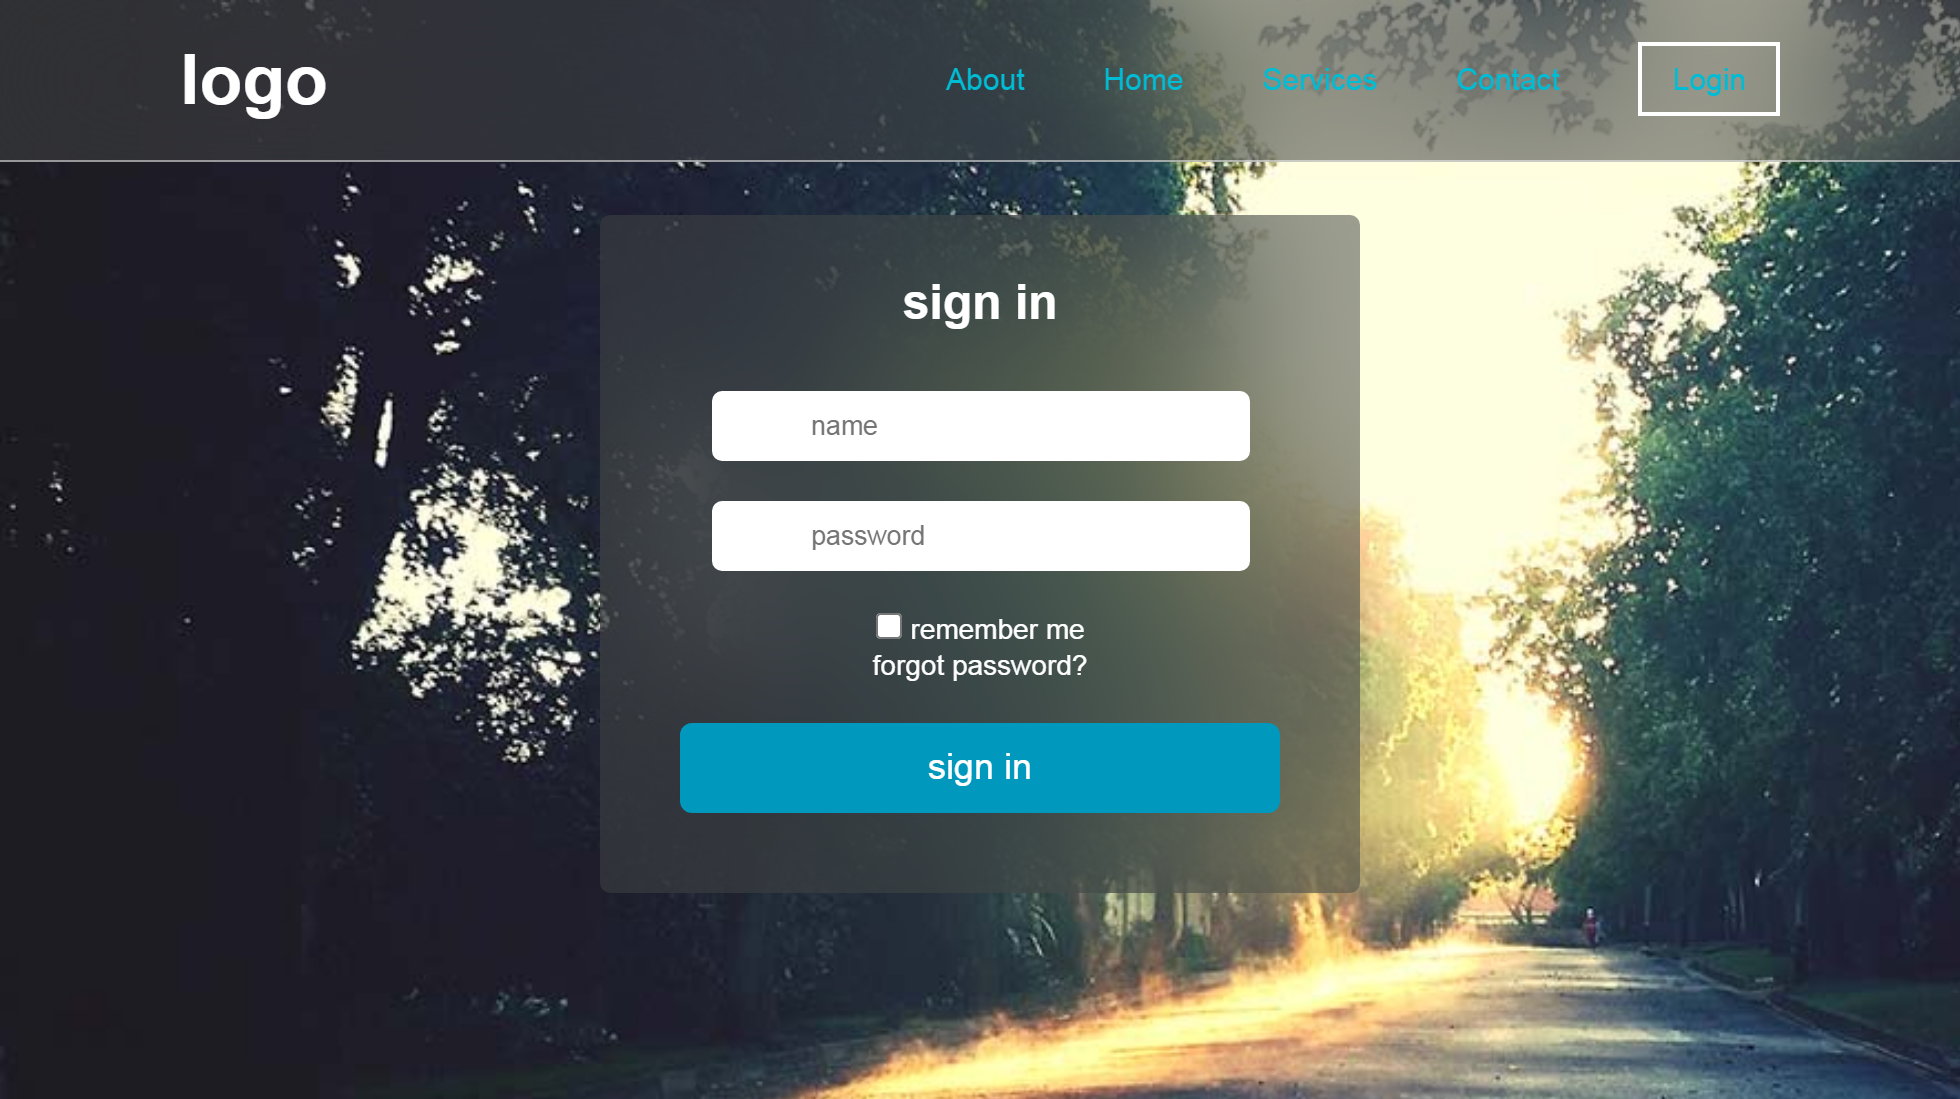 logo
About Home Services Contact Login
sign in
name
password
remember me
forgot password?
sign in